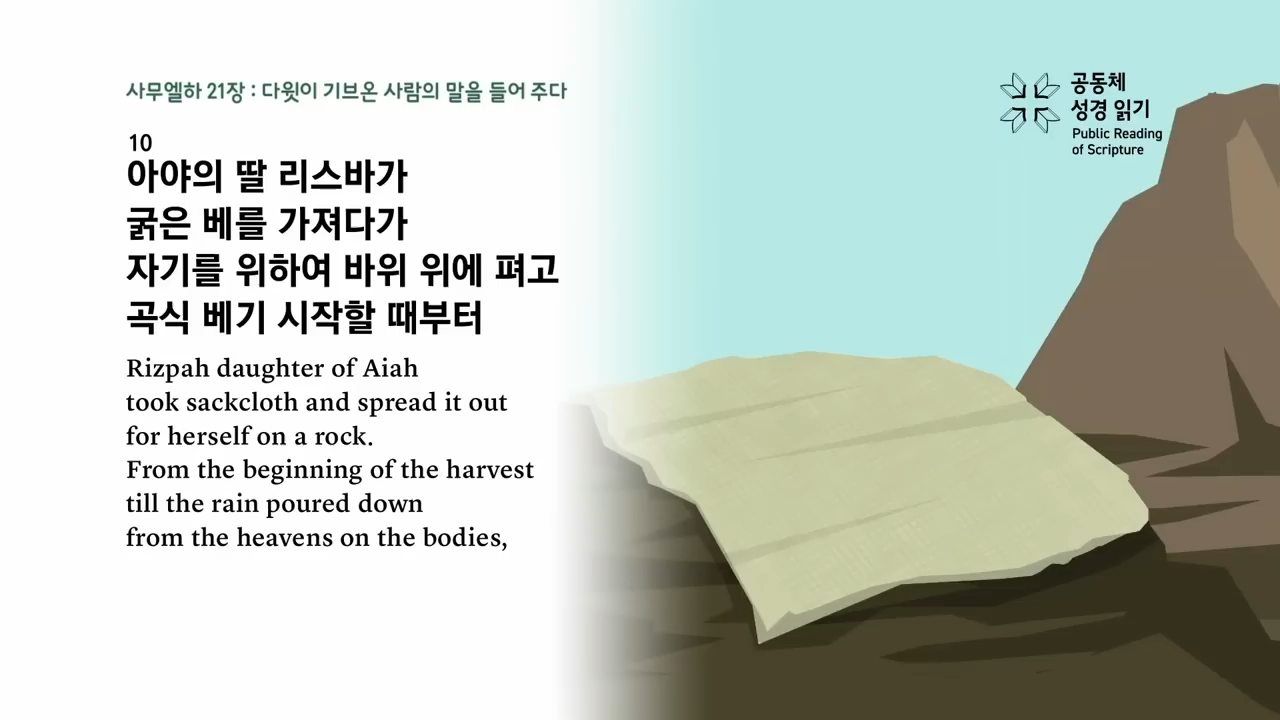 사무엘하 21장 : 다윗이 기브온 사람의 말을 들어 주다
10
아야의 딸 리스바가
굵은 베를 가져다가
자기를 위하여 바위 위에 펴고
곡식 베기 시작할 때부터
Rizpah daughter of Aiah
took sackcloth and spread it out
for herself on a rock.
From the beginning of the harvest
till the rain poured down
from the heavens on the bodies,
공동체
성경 읽기
Public Reading
of Scripture